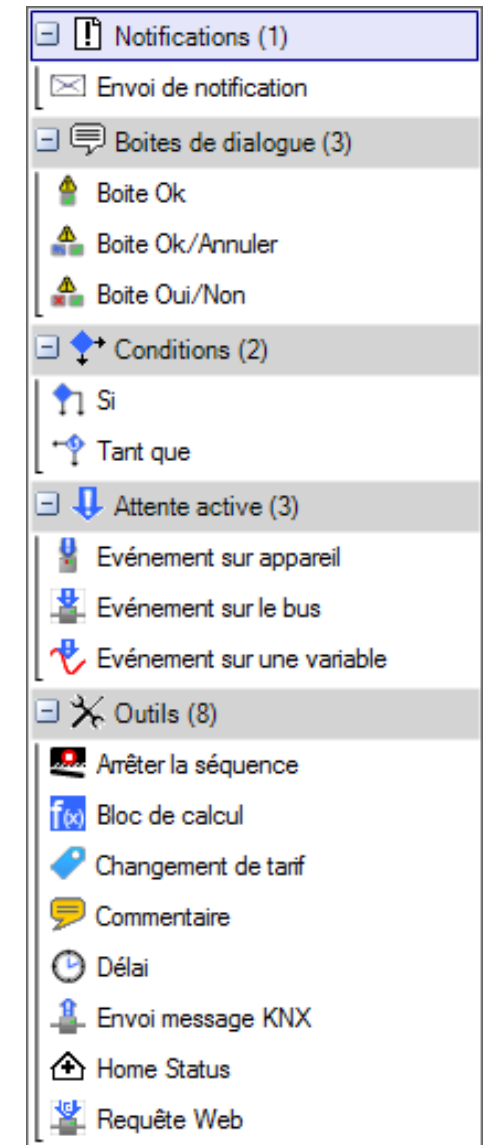 Notifications (1)
Envoi de notification
Boites de dialogue (3)
Boite Ok
Boite Ok/Annuler
Boite Oui/Non
Conditions (2)
Si
Tant que
Attente active (3)
Evénement sur appareil
Evénement sur le bus
Evénement sur une variable
Outils (8)
Arrêter la séquence
f(x) Bloc de calcul
Changement de tarif
Commentaire
Délai
Envoi message KNX
Home Status
Requête Web